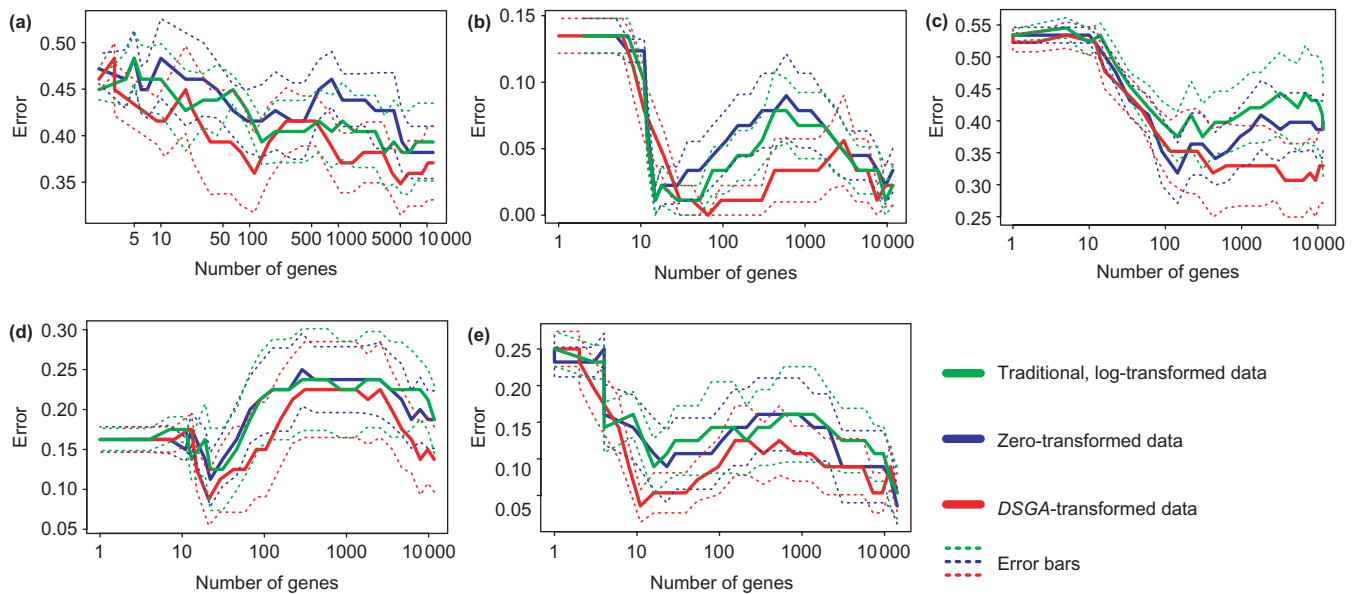 (a)
0.50
0.45
0.40
0.35
Error
5 10 50 100 500 1000 5000 10 000
Number of genes
(b)
0.15
0.10
0.05
0.00
Error
1 10 100 1000 10 000
Number of genes
(c)
0.55
0.50
0.45
0.40
0.35
0.30
0.25
Error
1 10 100 1000 10 000
Number of genes
(d)
0.30
0.25
0.20
0.15
0.10
0.05
Error
1 10 100 1000 10 000
Number of genes
(e)
0.25
0.20
0.15
0.10
0.05
Error
1 10 100 1000 10 000
Number of genes
Traditional, log-transformed data
Zero-transformed data
DSGA-transformed data
Error bars